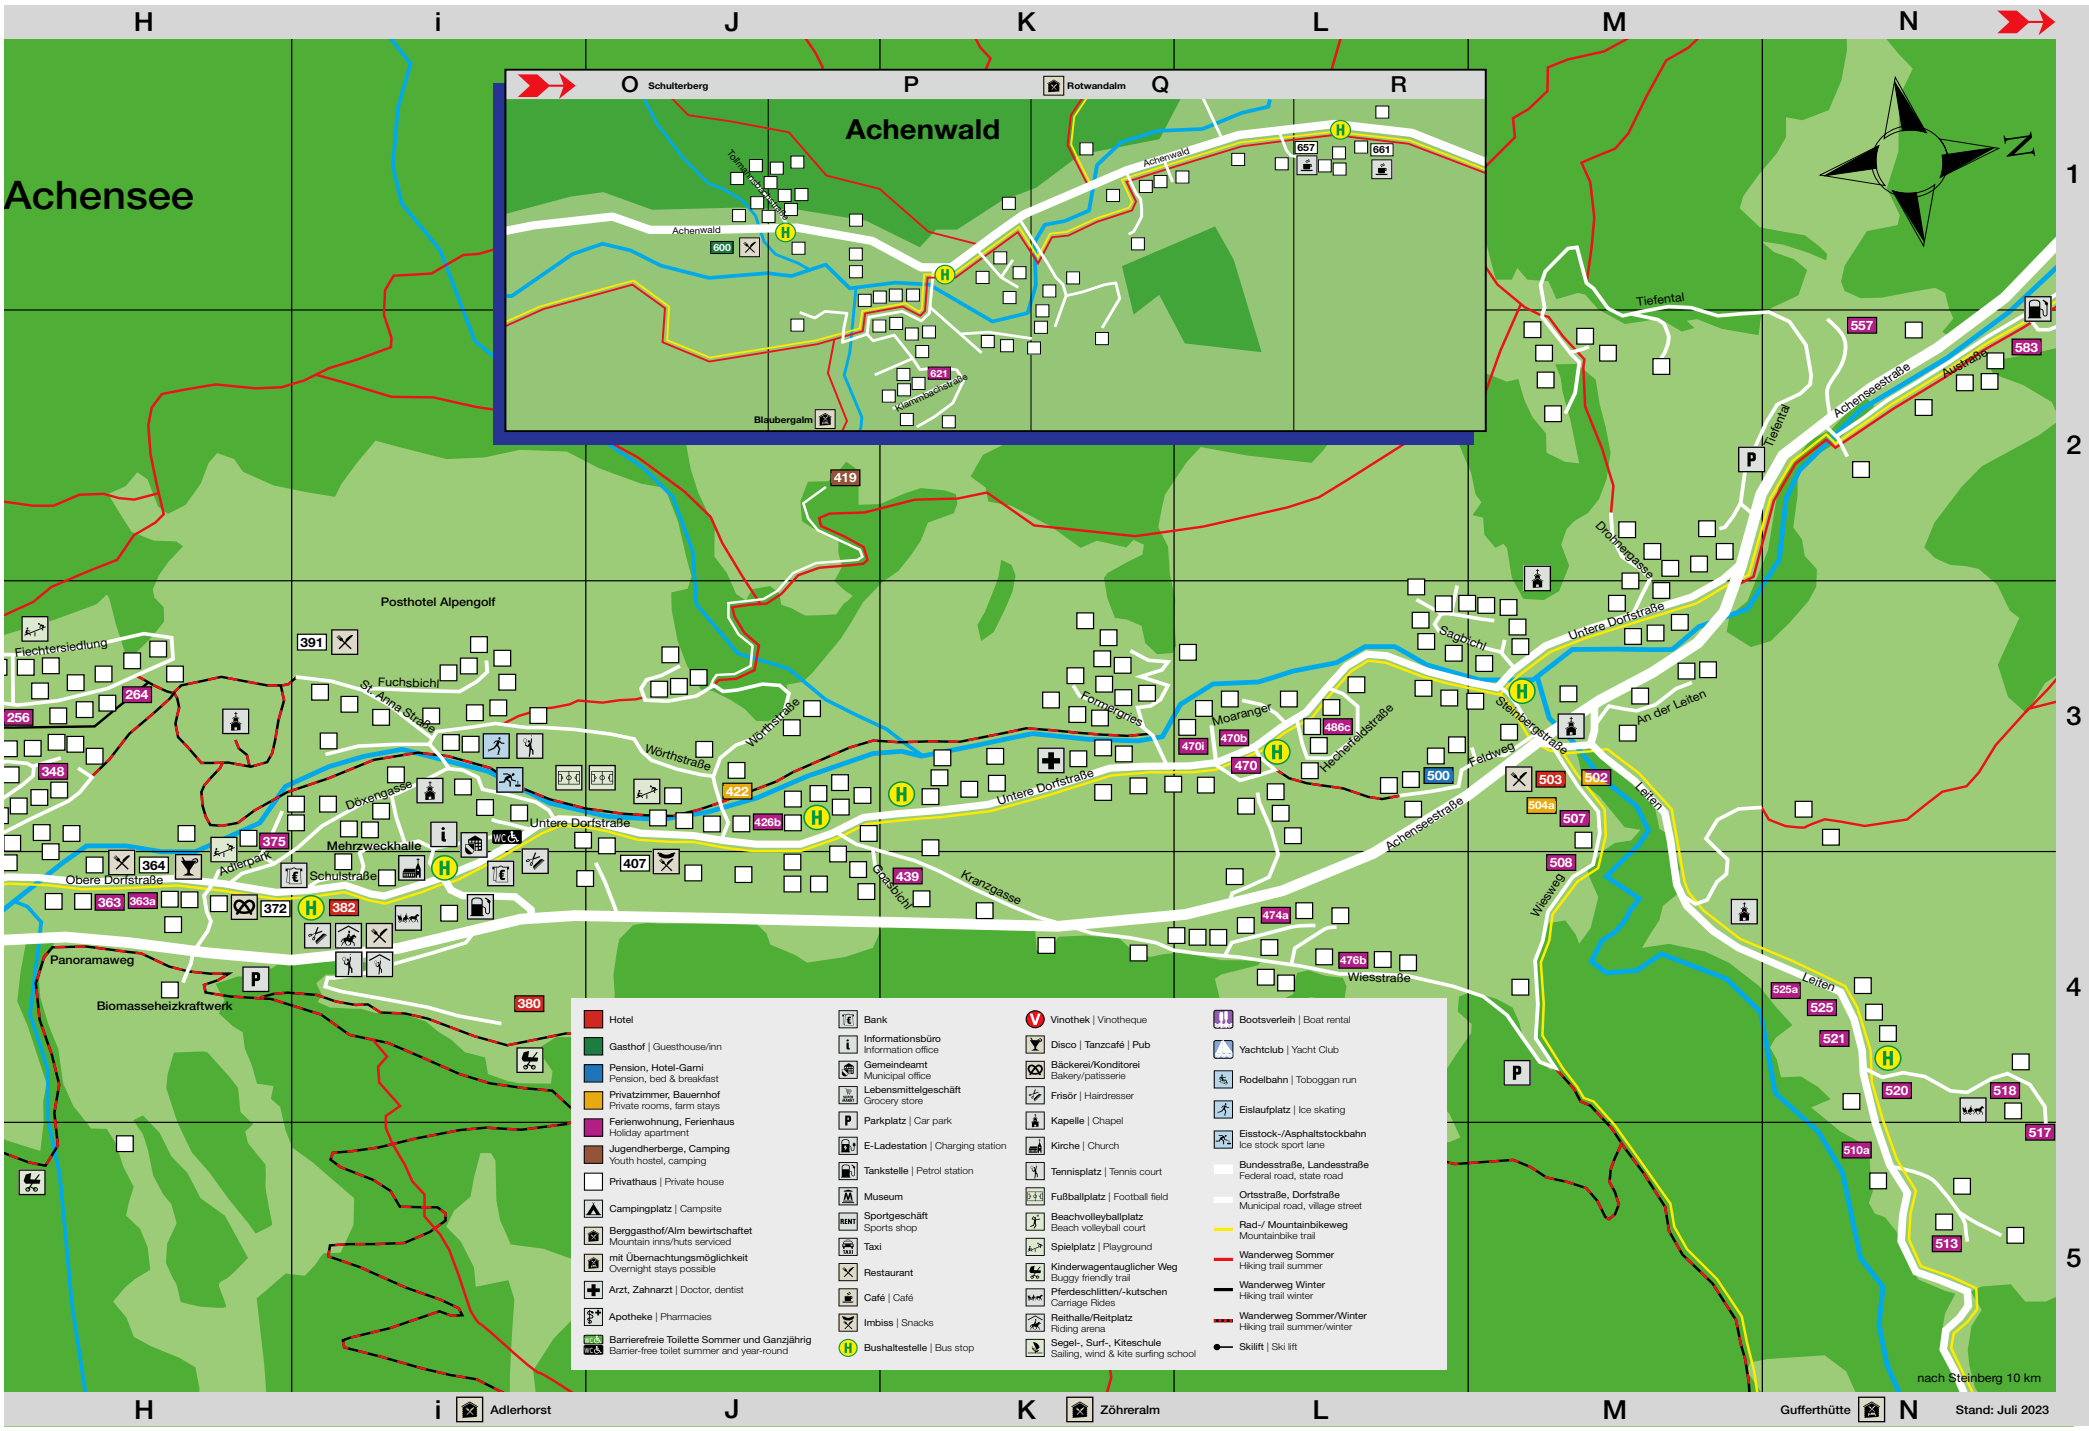 H i J K L M N
O Schulterberg P Rotwandalm Q R
Achenwald
Achensee
N
1
Tollmannsbachstraße
Achenwald
657
661
Achenwald
600
H
H
H
Tiefental
557
583
621
Klammbachstraße
Blaubergalm
Achenseestraße
Austraße
Tiefental
2
P
419
Drohnergasse
Posthotel Alpengolf
391
Fiechtersiedlung
Fuchsbichl
St. Anna Straße
264
256
348
Untere Dorfstraße
Sagbichl
H
An der Leiten
Steinbergstraße
3
Formergries
Moaranger
486c
Hecherfeldstraße
470i
470b
H
470
Wörthstraße
Wörthstraße
Untere Dorfstraße
500
Feldweg
503
502
504a
507
Leiten
508
Achenseestraße
422
H
426b
H
Döxengasse
Untere Dorfstraße
Mehrzweckhalle
i
WC
375
364
Adlerpark
Obere Dorfstraße
Schulstraße
H
407
363
363a
372
H
382
439
Goasbichl
Kranzgasse
474a
476b
Wiesstraße
Wiesweg
Panoramaweg
P
Biomasseheizkraftwerk
380
4
Leiten
525a
525
521
H
520
518
517
510a
513
P
5
Hotel
Gasthof | Guesthouse/inn
Pension, Hotel-Garni
Pension, bed & breakfast
Privatzimmer, Bauernhof
Private rooms, farm stays
Ferienwohnung, Ferienhaus
Holiday apartment
Jugendherberge, Camping
Youth hostel, camping
Privathaus | Private house
Campingplatz | Campsite
Berggasthof/Alm bewirtschaftet
Mountain inns/huts serviced
mit Übernachtungsmöglichkeit
Overnight stays possible
Arzt, Zahnarzt | Doctor, dentist
Apotheke | Pharmacies
Barrierefreie Toilette Sommer und Ganzjährig
Barrier-free toilet summer and year-round
Bank
i Informationsbüro
Information office
Gemeindeamt
Municipal office
Lebensmittelgeschäft
Grocery store
P Parkplatz | Car park
E-Ladestation | Charging station
Tankstelle | Petrol station
Museum
RENT Sportgeschäft
Sports shop
TAXI Taxi
Restaurant
Café | Café
Imbiss | Snacks
H Bushaltestelle | Bus stop
V Vinothek | Vinotheque
Disco | Tanzcafé | Pub
Bäckerei/Konditorei
Bakery/patisserie
Frisör | Hairdresser
Kapelle | Chapel
Kirche | Church
Tennisplatz | Tennis court
Fußballplatz | Football field
Beachvolleyballplatz
Beach volleyball court
Spielplatz | Playground
Kinderwagentauglicher Weg
Buggy friendly trail
Pferdeschlitten/-kutschen
Carriage Rides
Reithalle/Reitplatz
Riding arena
Segel-, Surf-, Kiteschule
Sailing, wind & kite surfing school
Bootsverleih | Boat rental
Yachtclub | Yacht Club
Rodelbahn | Toboggan run
Eislaufplatz | Ice skating
Eisstock-/Asphaltstockbahn
Ice stock sport lane
Bundesstraße, Landesstraße
Federal road, state road
Ortsstraße, Dorfstraße
Municipal road, village street
Rad-/ Mountainbikeweg
Mountainbike trail
Wanderweg Sommer
Hiking trail summer
Wanderweg Winter
Hiking trail winter
Wanderweg Sommer/Winter
Hiking trail summer/winter
Skilift | Ski lift
nach Steinberg 10 km
H i Adlerhorst J K Zöhreralm L M Gufferthütte N Stand: Juli 2023